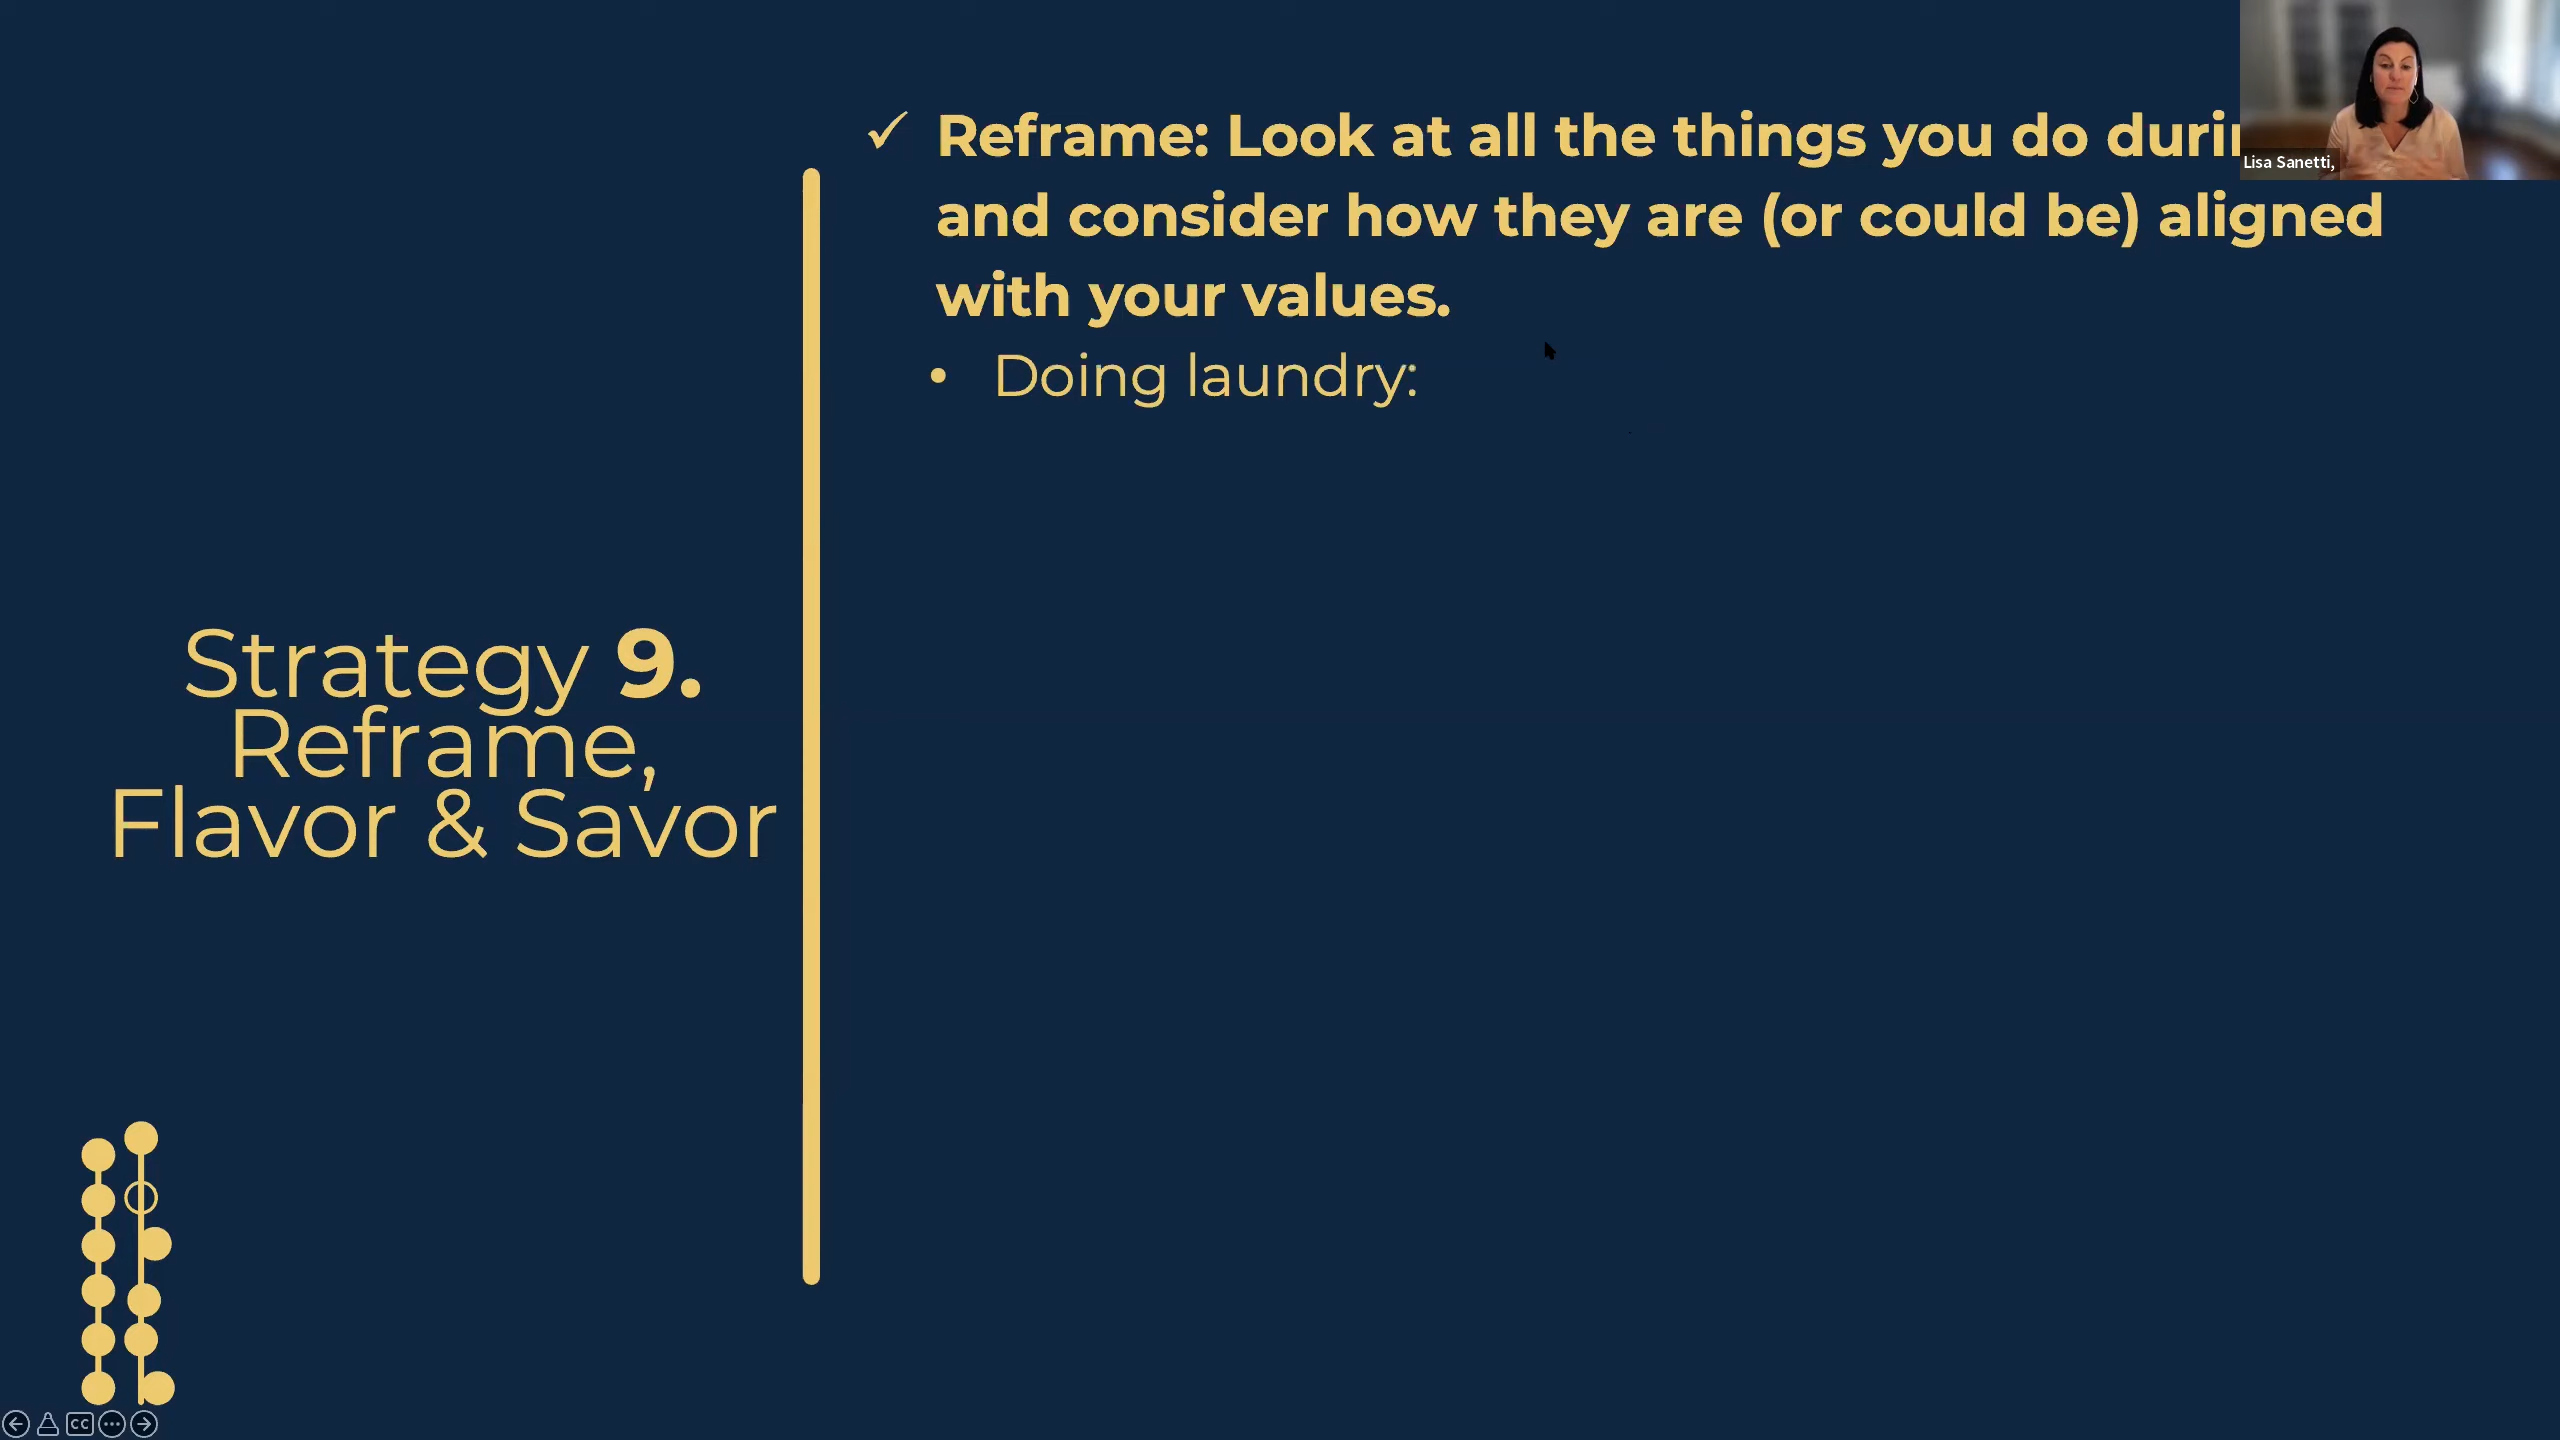 Reframe: Look at all the things you do
and consider how they are (or could be) aligned
with your values.
• Doing laundry:
Strategy 9.
Reframe,
Flavor & Savor
Lisa Sanetti,
CC